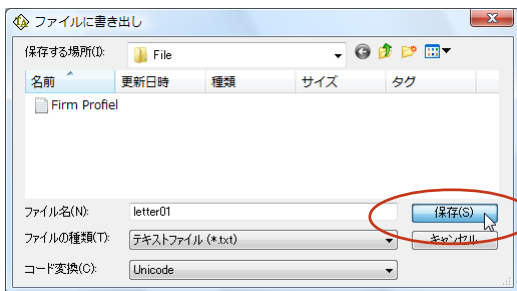 ファイルに書き出し
保存する場所(I): File
名前 更新日時 種類 サイズ タグ
Firm Profiel
ファイル名(N): letter01 保存(S)
ファイルの種類(T): テキストファイル (*.txt) キャンセル
コード変換(C): Unicode